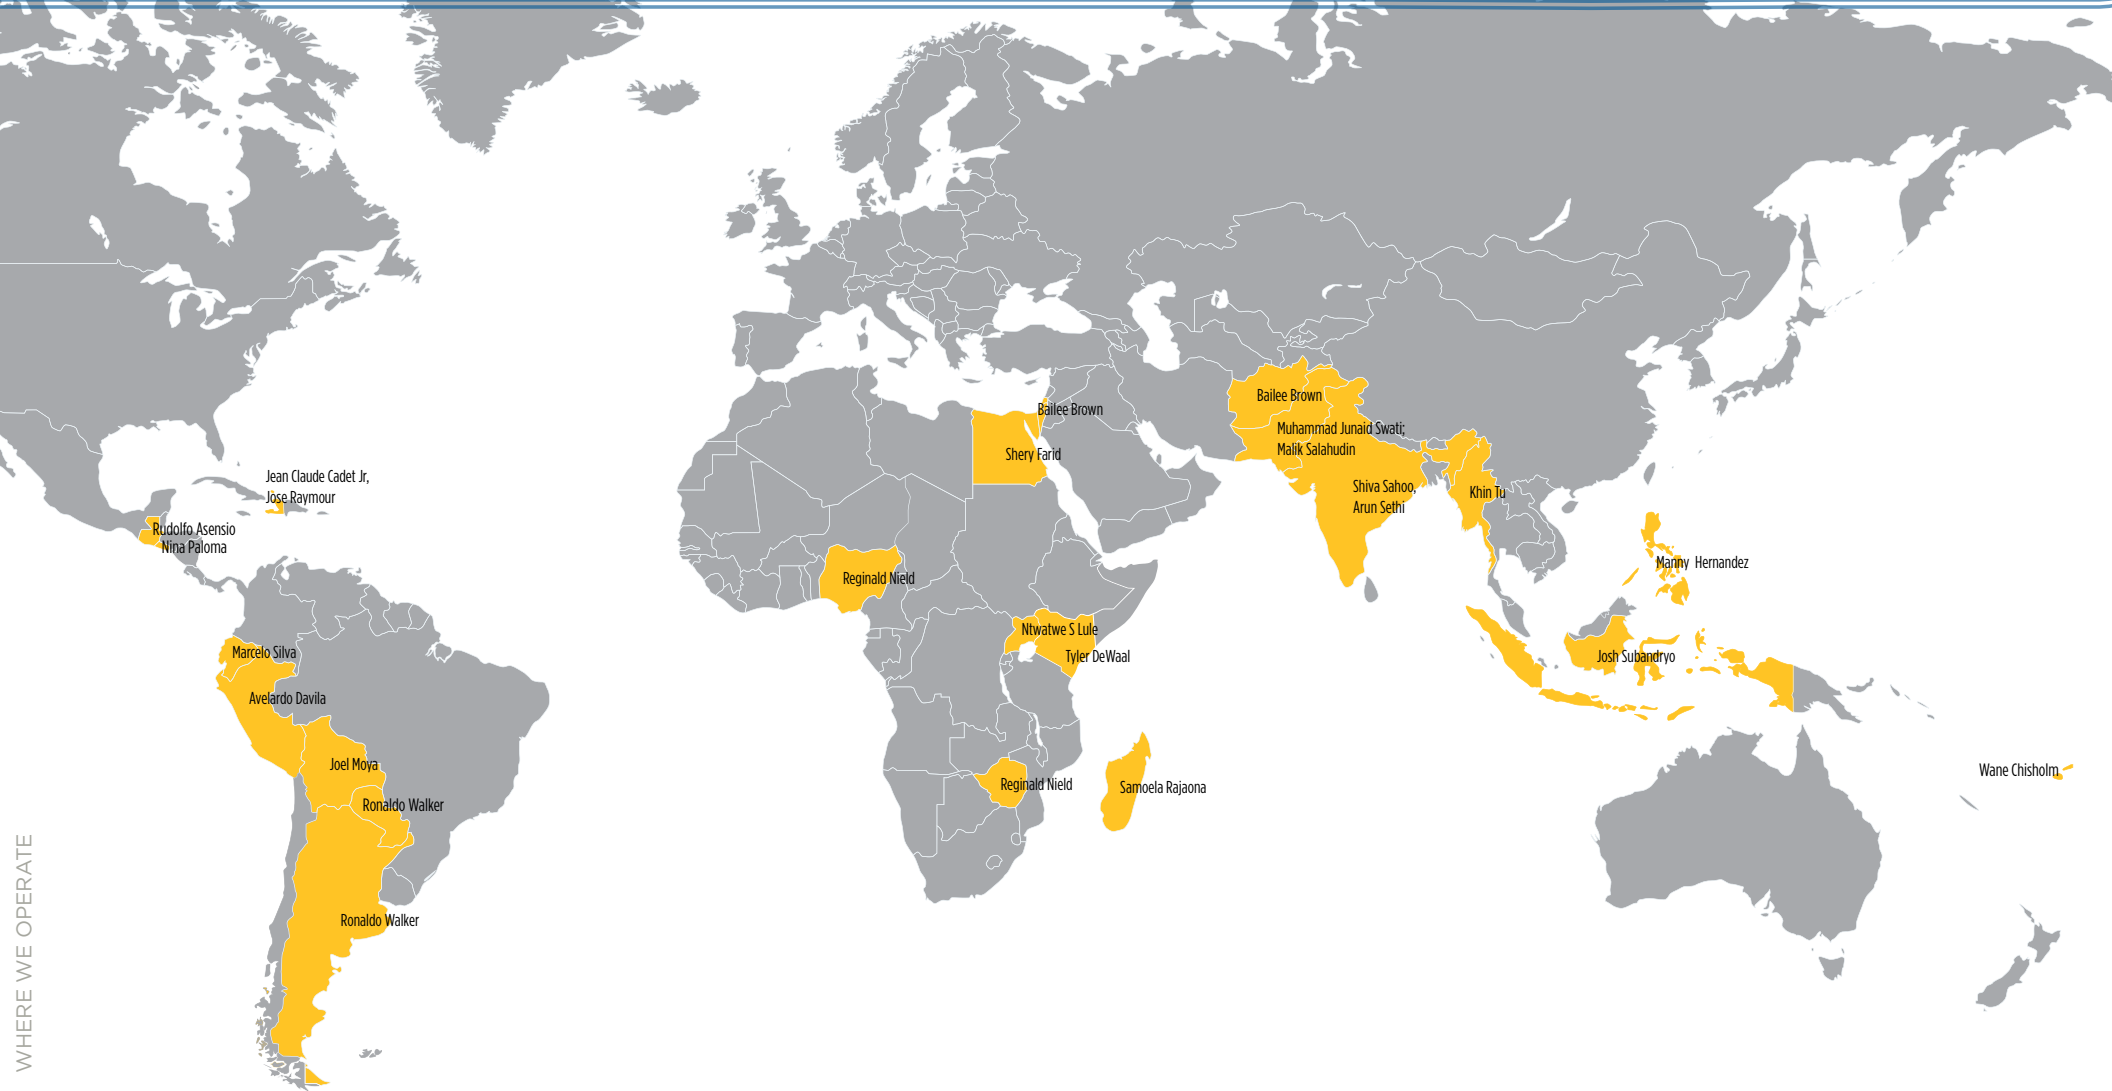 Bailee Brown
Bailee Brown
Muhammad Junaid Swati;
Malik Salahudin
Shery Farid
Jean Claude Cadet Jr,
Jose Raymour
Shiva Sahoo,
Arun Sethi
Khin Tu
Rudolfo Asensio
Nina Paloma
Manny Hernandez
Reginald Nield
Ntwatwe S Lule
Tyler DeWaal
Josh Subandryo
Marcelo Silva
Avelardo Davila
Joel Moya
Wane Chisholm
Reginald Nield
Samoela Rajaona
Ronaldo Walker
Ronaldo Walker
WHERE WE OPERATE